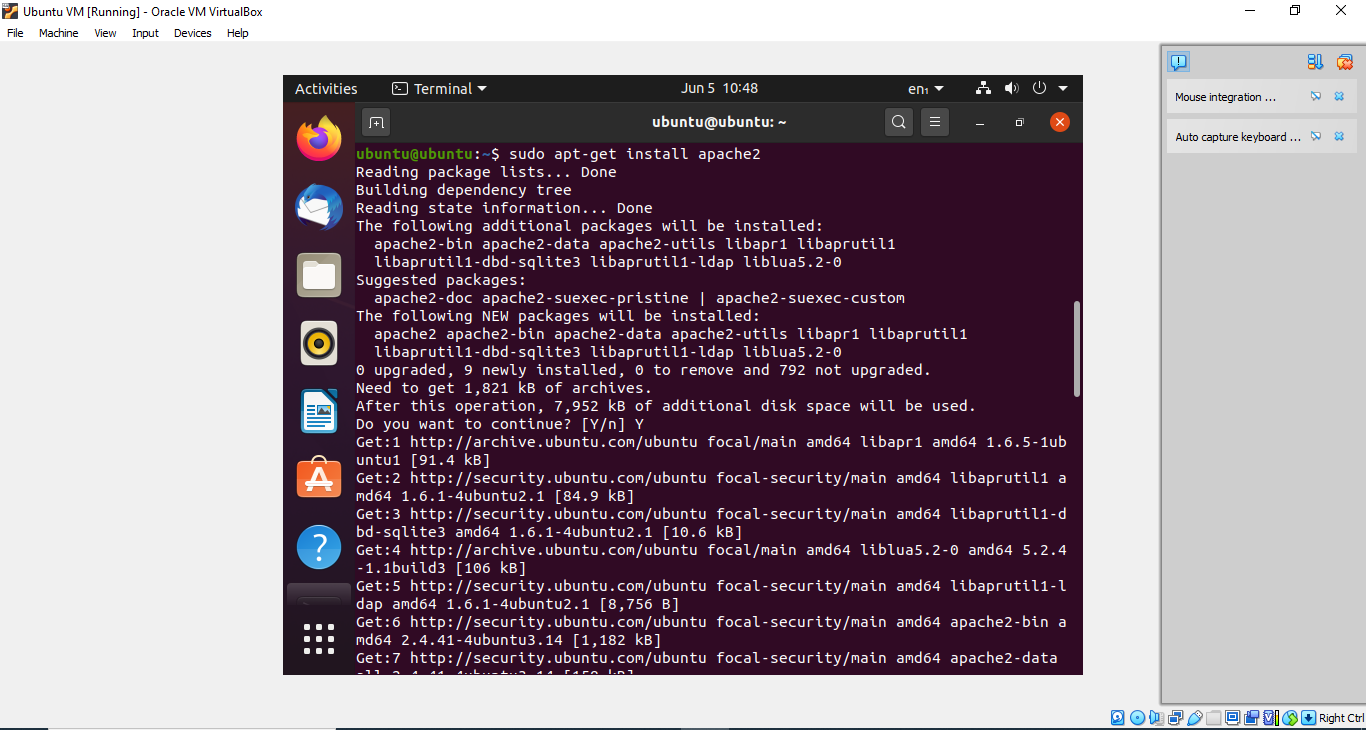 Ubuntu VM [Running] - Oracle VM VirtualBox
File Machine View Input Devices Help
Activities Terminal Jun 5 10:48 en₁
ubuntu@ubuntu: ~
Mouse integration ...
Auto capture keyboard ...
ubuntu@ubuntu:~$ sudo apt-get install apache2
Reading package lists... Done
Building dependency tree
Reading state information... Done
The following additional packages will be installed:
apache2-bin apache2-data apache2-utils libapr1 libaprutil1
libaprutil1-dbd-sqlite3 libaprutil1-ldap liblua5.2-0
Suggested packages:
apache2-doc apache2-suexec-pristine | apache2-suexec-custom
The following NEW packages will be installed:
apache2 apache2-bin apache2-data apache2-utils libapr1 libaprutil1
libaprutil1-dbd-sqlite3 libaprutil1-ldap liblua5.2-0
0 upgraded, 9 newly installed, 0 to remove and 792 not upgraded.
Need to get 1,821 kB of archives.
After this operation, 7,952 kB of additional disk space will be used.
Do you want to continue? [Y/n] Y
Get:1 http://archive.ubuntu.com/ubuntu focal/main amd64 libapr1 amd64 1.6.5-1ub
untu1 [91.4 kB]
Get:2 http://security.ubuntu.com/ubuntu focal-security/main amd64 libaprutil1 a
md64 1.6.1-4ubuntu2.1 [84.9 kB]
Get:3 http://security.ubuntu.com/ubuntu focal-security/main amd64 libaprutil1-d
bd-sqlite3 amd64 1.6.1-4ubuntu2.1 [10.6 kB]
Get:4 http://archive.ubuntu.com/ubuntu focal/main amd64 liblua5.2-0 amd64 5.2.4
-1.1build3 [106 kB]
Get:5 http://security.ubuntu.com/ubuntu focal-security/main amd64 libaprutil1-l
dap amd64 1.6.1-4ubuntu2.1 [8,756 B]
Get:6 http://security.ubuntu.com/ubuntu focal-security/main amd64 apache2-bin a
md64 2.4.41-4ubuntu3.14 [1,182 kB]
Get:7 http://security.ubuntu.com/ubuntu focal-security/main amd64 apache2-data
Right Ctrl